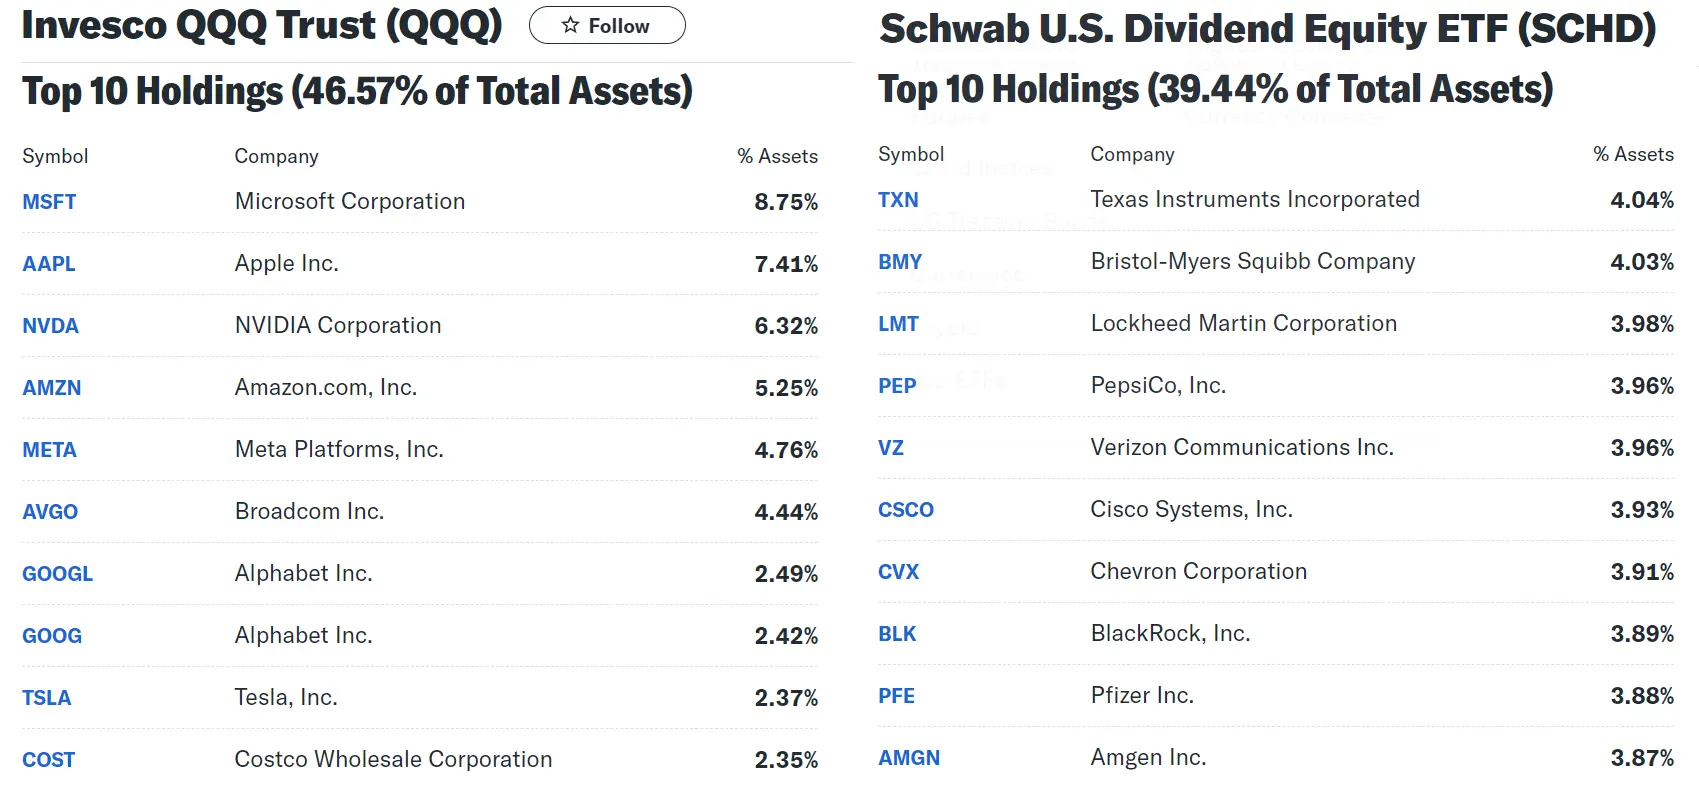 Invesco QQQ Trust (QQQ) ☆ Follow
Top 10 Holdings (46.57% of Total Assets)
Symbol Company % Assets
MSFT Microsoft Corporation 8.75%
AAPL Apple Inc. 7.41%
NVDA NVIDIA Corporation 6.32%
AMZN Amazon.com, Inc. 5.25%
META Meta Platforms, Inc. 4.76%
AVGO Broadcom Inc. 4.44%
GOOGL Alphabet Inc. 2.49%
GOOG Alphabet Inc. 2.42%
TSLA Tesla, Inc. 2.37%
COST Costco Wholesale Corporation 2.35%
Schwab U.S. Dividend Equity ETF (SCHD)
Top 10 Holdings (39.44% of Total Assets)
Symbol Company % Assets
TXN Texas Instruments Incorporated 4.04%
BMY Bristol-Myers Squibb Company 4.03%
LMT Lockheed Martin Corporation 3.98%
PEP PepsiCo, Inc. 3.96%
VZ Verizon Communications Inc. 3.96%
CSCO Cisco Systems, Inc. 3.93%
CVX Chevron Corporation 3.91%
BLK BlackRock, Inc. 3.89%
PFE Pfizer Inc. 3.88%
AMGN Amgen Inc. 3.87%